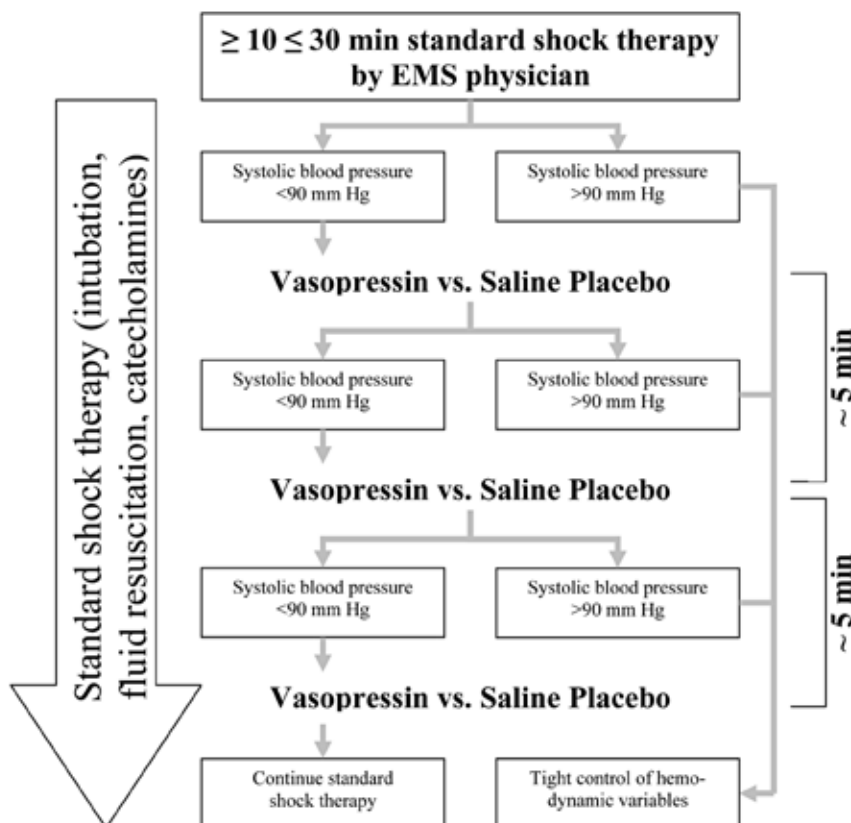 ≥ 10 ≤ 30 min standard shock therapy
by EMS physician
Standard shock therapy (intubation,
fluid resuscitation, catecholamines)
Systolic blood pressure
<90 mm Hg
Systolic blood pressure
>90 mm Hg
Vasopressin vs. Saline Placebo
Systolic blood pressure
<90 mm Hg
Systolic blood pressure
>90 mm Hg
~ 5 min
Vasopressin vs. Saline Placebo
Systolic blood pressure
<90 mm Hg
Systolic blood pressure
>90 mm Hg
~ 5 min
Vasopressin vs. Saline Placebo
Continue standard
shock therapy
Tight control of hemo-
dynamic variables